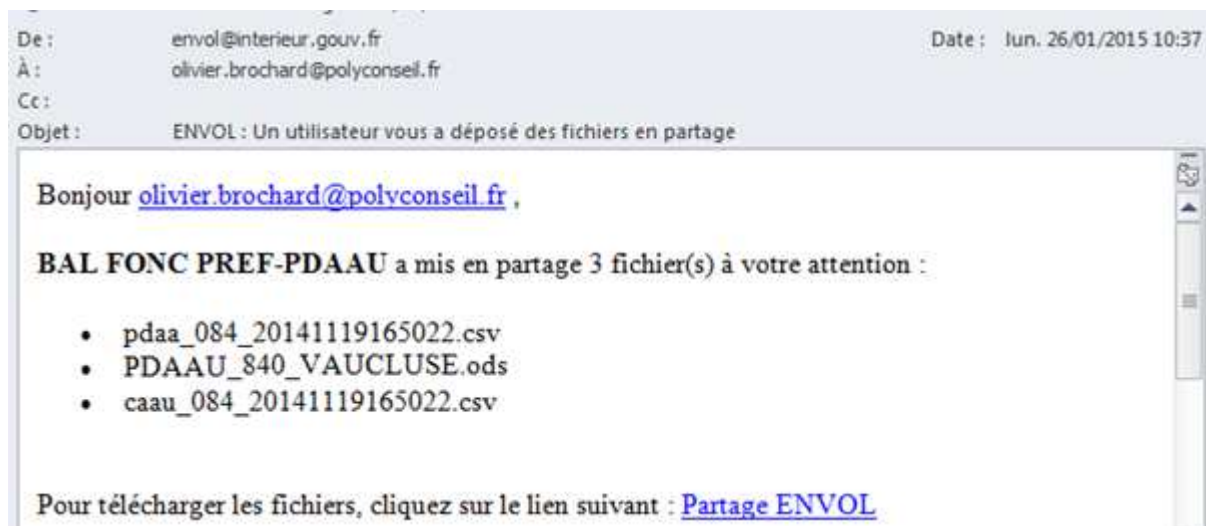 De : envol@interieur.gouv.fr Date : lun. 26/01/2015 10:37
À : olivier.brochard@polyconseil.fr
Cc :
Objet : ENVOL : Un utilisateur vous a déposé des fichiers en partage
Bonjour olivier.brochard@polyconseil.fr ,
BAL FONC PREF-PDAAU a mis en partage 3 fichier(s) à votre attention :
• pdaa_084_20141119165022.csv
• PDAAU_840_VAUCLUSE.ods
• caau_084_20141119165022.csv
Pour télécharger les fichiers, cliquez sur le lien suivant : Partage ENVOL